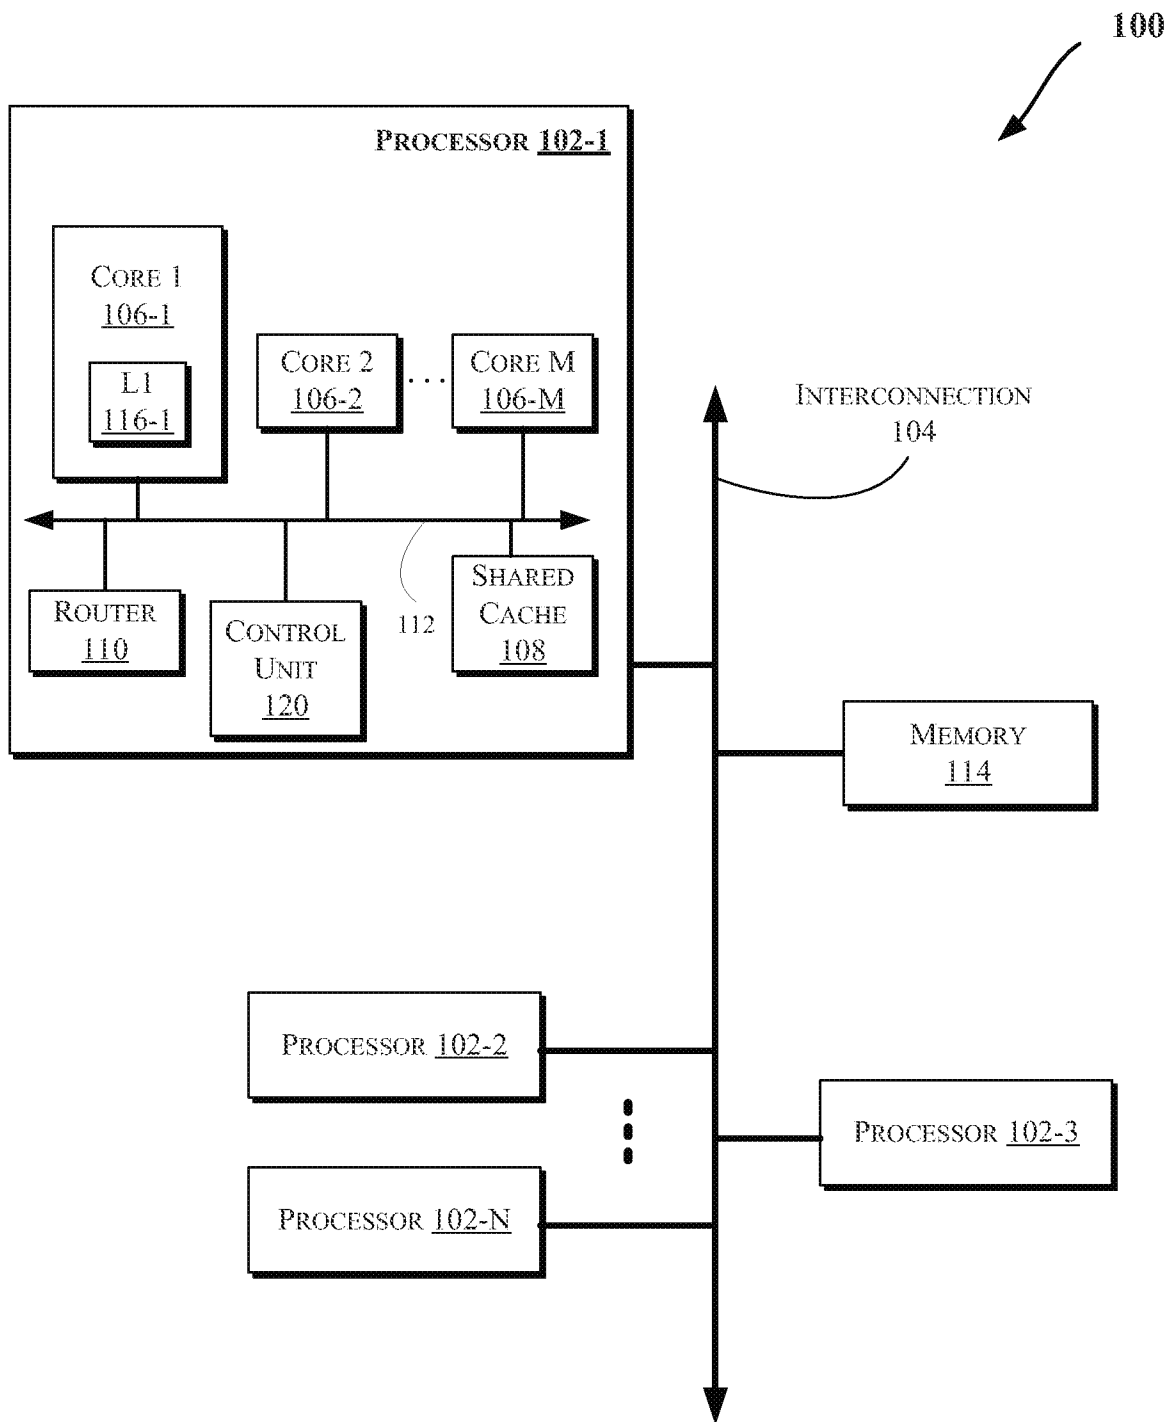 100
PROCESSOR 102-1
CORE 1
106-1
L1
116-1
CORE 2
106-2
...
CORE M
106-M
112
ROUTER
110
CONTROL
UNIT
120
SHARED
CACHE
108
INTERCONNECTION
104
MEMORY
114
PROCESSOR 102-2
PROCESSOR 102-3
PROCESSOR 102-N